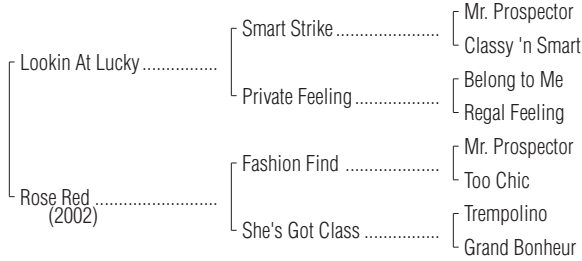 Mr. Prospector
Smart Strike ..................
Classy 'n Smart
Lookin At Lucky ...............
Belong to Me
Private Feeling ..................
Regal Feeling
Mr. Prospector
Fashion Find ....................
Too Chic
Rose Red ........................
(2002)
Trempolino
She's Got Class ................
Grand Bonheur